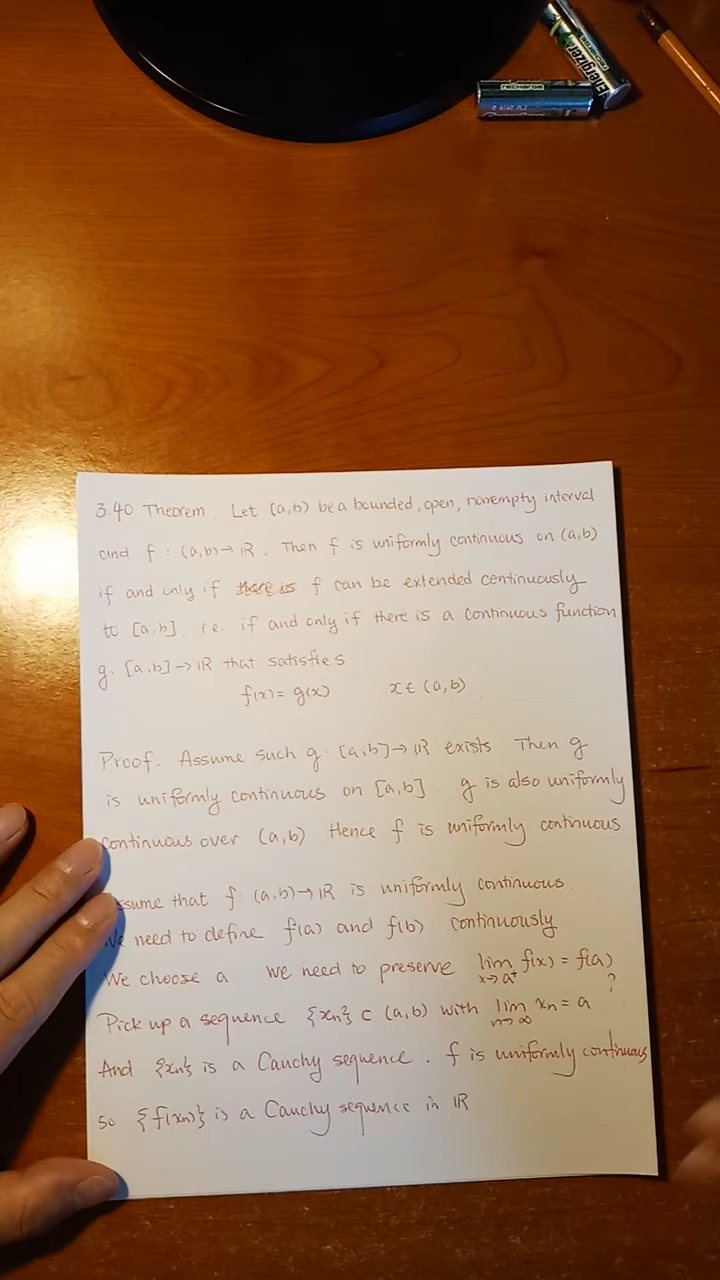 Energizer
recharge
3.40 Theorem. Let (a,b) be a bounded, open, nonempty interval
and f : (a,b) → ℝ. Then f is uniformly continuous on (a,b)
if and only if f can be extended continuously
to [a,b]. i.e. if and only if there is a continuous function
g: [a,b] → ℝ that satisfies
f(x) = g(x) x ∈ (a,b)
Proof. Assume such g: [a,b] → ℝ exists Then g
is uniformly continuous on [a,b] g is also uniformly
continuous over (a,b) Hence f is uniformly continuous
ssume that f: (a,b) → ℝ is uniformly continuous
We need to define f(a) and f(b) continuously
We choose a we need to preserve lim x→a⁺ f(x) = f(a)
?
Pick up a sequence {xn} ⊂ (a,b) with lim n→∞ xn = a
And {xn} is a Cauchy sequence. f is uniformly continuous
so {f(xn)} is a Cauchy sequence in ℝ